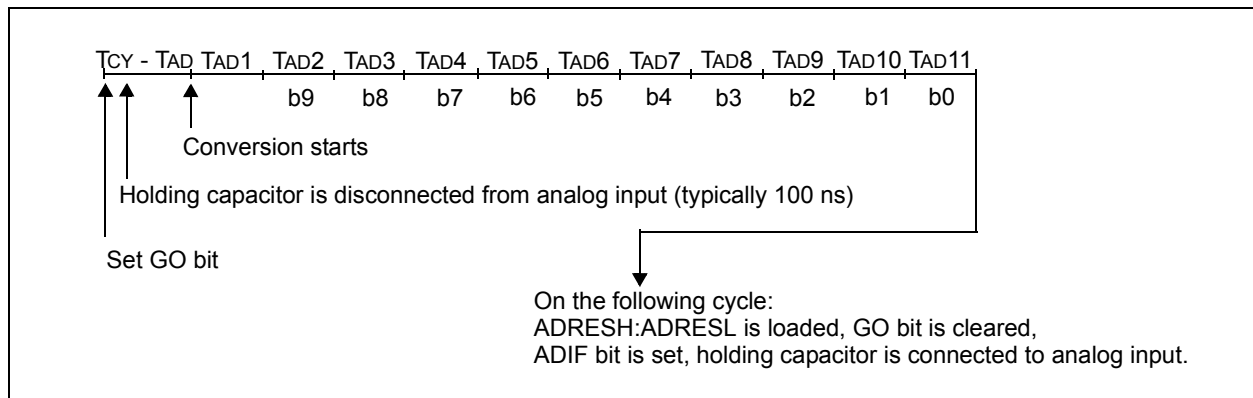 TCY - TAD TAD1 TAD2 TAD3 TAD4 TAD5 TAD6 TAD7 TAD8 TAD9 TAD10 TAD11
b9 b8 b7 b6 b5 b4 b3 b2 b1 b0
Conversion starts
Holding capacitor is disconnected from analog input (typically 100 ns)
Set GO bit
On the following cycle:
ADRESH:ADRESL is loaded, GO bit is cleared,
ADIF bit is set, holding capacitor is connected to analog input.